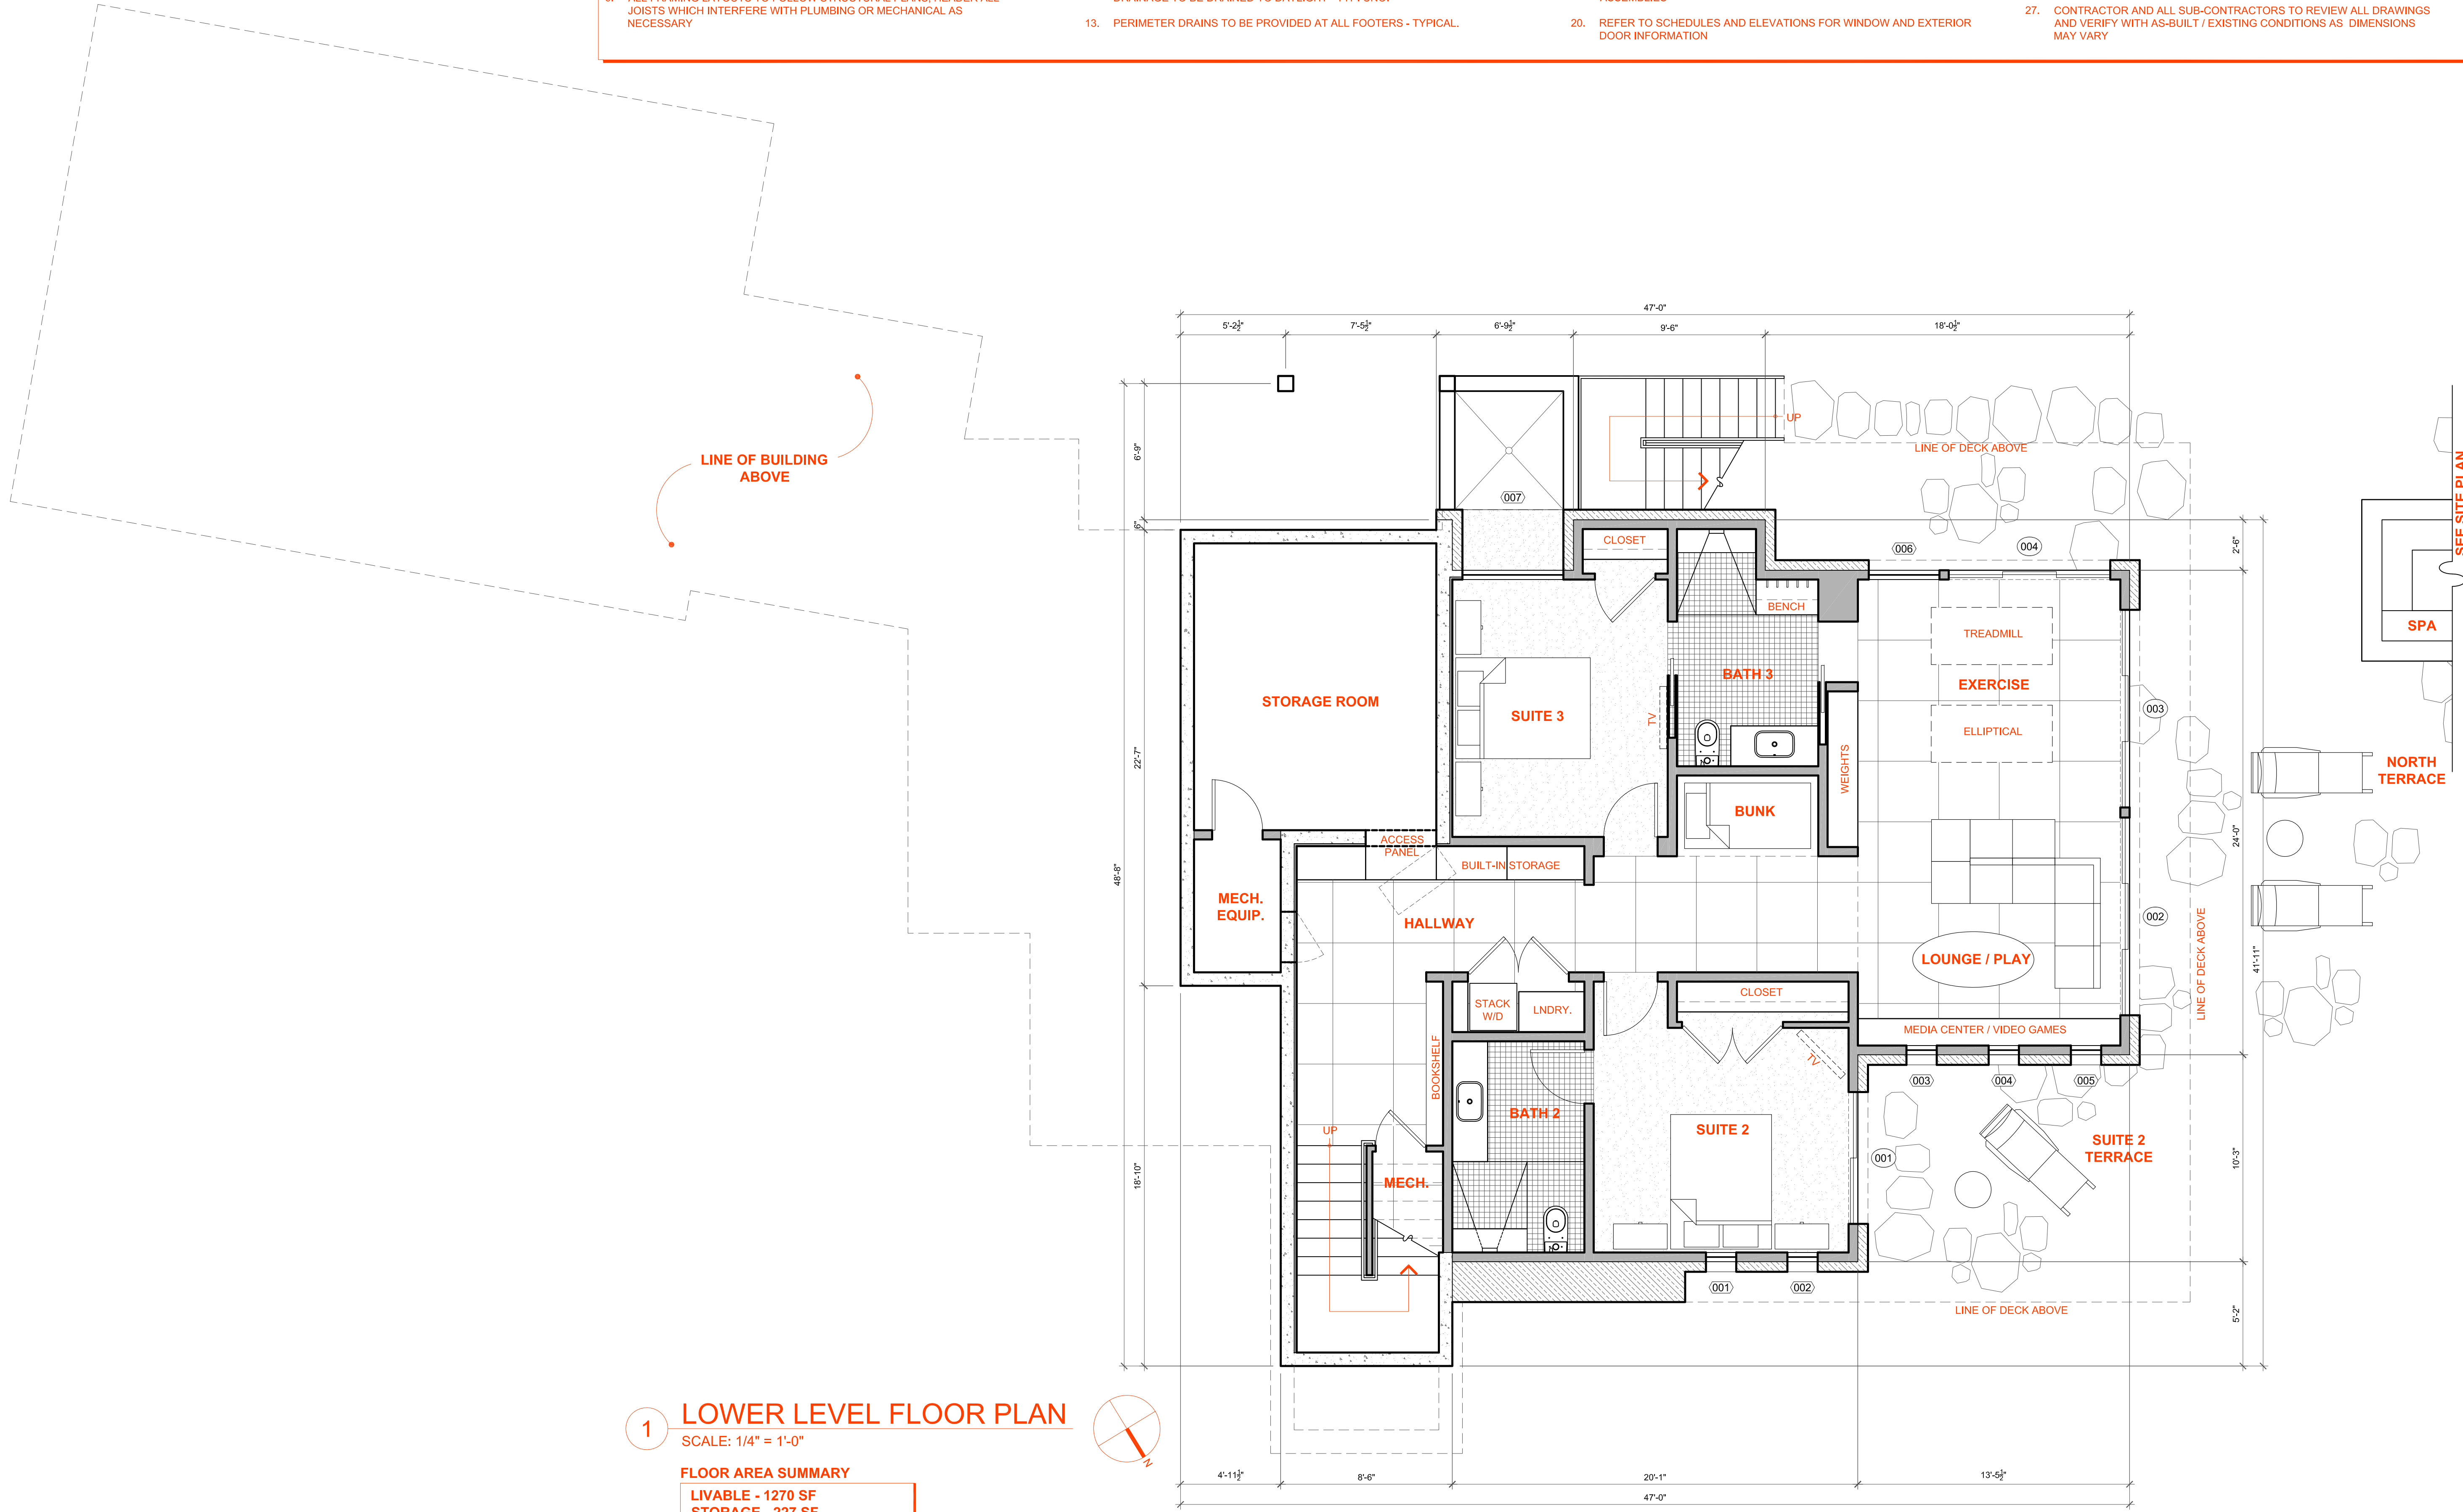 JOISTS WHICH INTERFERE WITH PLUMBING OR MECHANICAL AS
NECESSARY
13. PERIMETER DRAINS TO BE PROVIDED AT ALL FOOTERS - TYPICAL.
20. REFER TO SCHEDULES AND ELEVATIONS FOR WINDOW AND EXTERIOR
DOOR INFORMATION
27. CONTRACTOR AND ALL SUB-CONTRACTORS TO REVIEW ALL DRAWINGS
AND VERIFY WITH AS-BUILT / EXISTING CONDITIONS AS DIMENSIONS
MAY VARY
47'-0"
5'-2½"
7'-5½"
6'-9½"
9'-6"
18'-0½"
UP
LINE OF DECK ABOVE
LINE OF BUILDING
ABOVE
6'-9"
6"
22'-7"
48'-8"
18'-10"
007
CLOSET
006
004
2'-6"
SEE SITE PLAN
BENCH
TREADMILL
SPA
STORAGE ROOM
SUITE 3
TV
BATH 3
EXERCISE
003
ELLIPTICAL
WEIGHTS
NORTH
TERRACE
BUNK
ACCESS
PANEL
BUILT-IN STORAGE
24'-0"
MECH.
EQUIP.
HALLWAY
002
LINE OF DECK ABOVE
41'-11"
LOUNGE / PLAY
STACK
W/D
LNDRY.
CLOSET
MEDIA CENTER / VIDEO GAMES
BOOKSHELF
TV
003
004
005
BATH 2
SUITE 2
UP
SUITE 2
TERRACE
001
10'-3"
MECH.
001
002
LINE OF DECK ABOVE
5'-2"
1
LOWER LEVEL FLOOR PLAN
SCALE: 1/4" = 1'-0"
N
FLOOR AREA SUMMARY
LIVABLE - 1270 SF
STORAGE - 227 SF
4'-11½"
8'-6"
20'-1"
13'-5½"
47'-0"